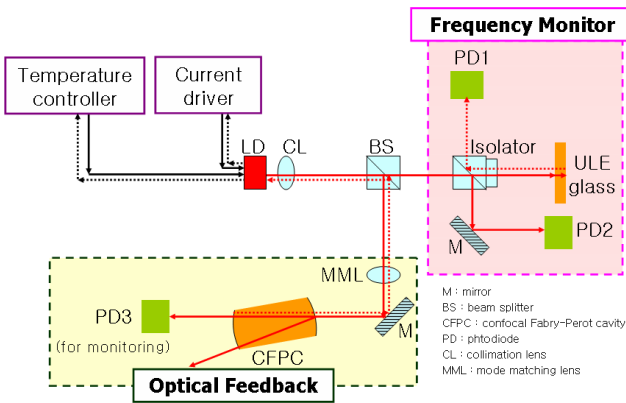 Frequency Monitor
Temperature
controller
Current
driver
PD1
LD
CL
BS
Isolator
ULE
glass
M
PD2
MML
M
PD3
(for monitoring)
CFPC
Optical Feedback
M : mirror
BS : beam splitter
CFPC : confocal Fabry-Perot cavity
PD : phtodiode
CL : collimation lens
MML : mode matching lens